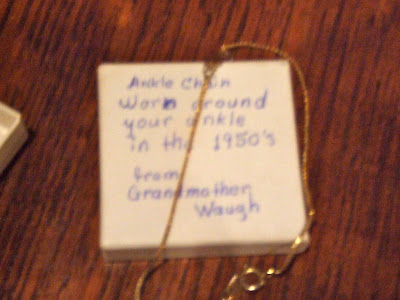 Ankle Chain
Worn around
your ankle
in the 1950's
from
Grandmother
Waugh